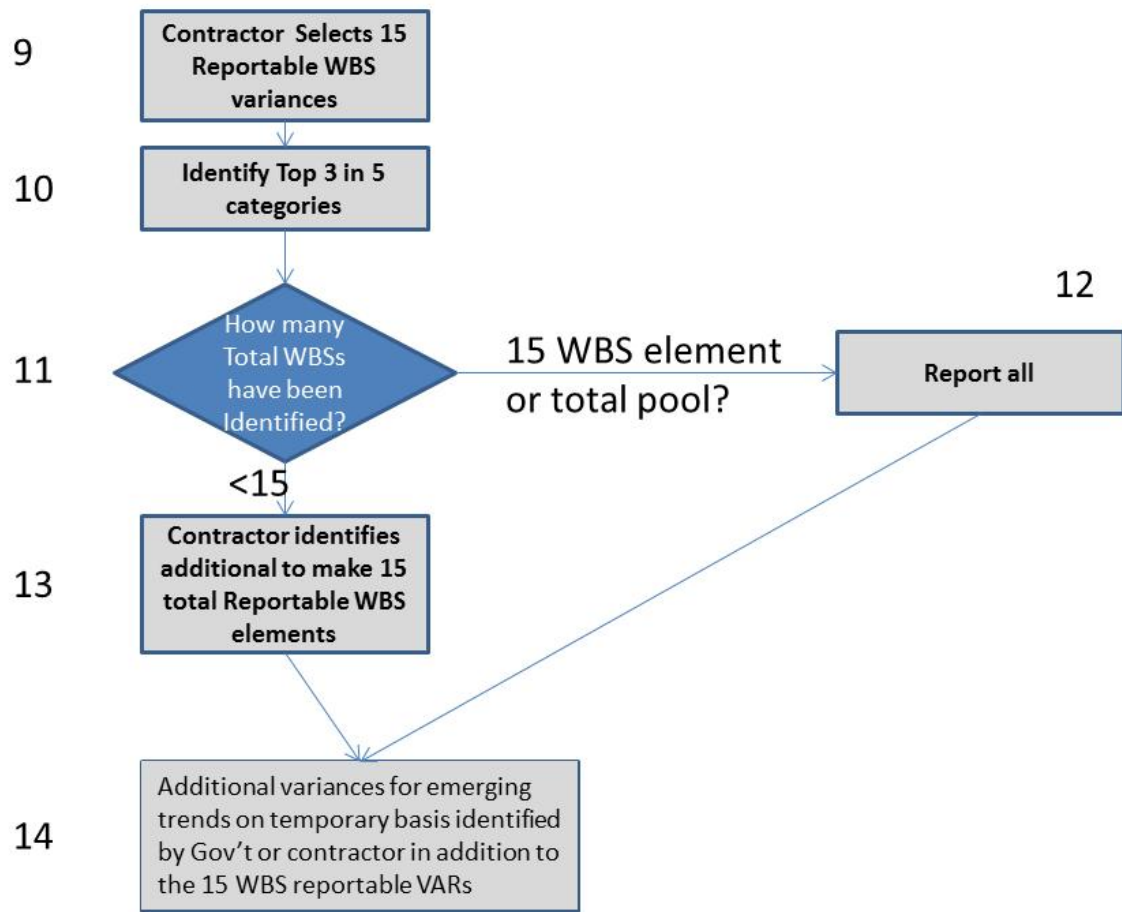 9
Contractor Selects 15
Reportable WBS
variances
10
Identify Top 3 in 5
categories
11
How many
Total WBSs
have been
Identified?
15 WBS element
or total pool?
12
Report all
<15
13
Contractor identifies
additional to make 15
total Reportable WBS
elements
14
Additional variances for emerging
trends on temporary basis identified
by Gov’t or contractor in addition to
the 15 WBS reportable VARs